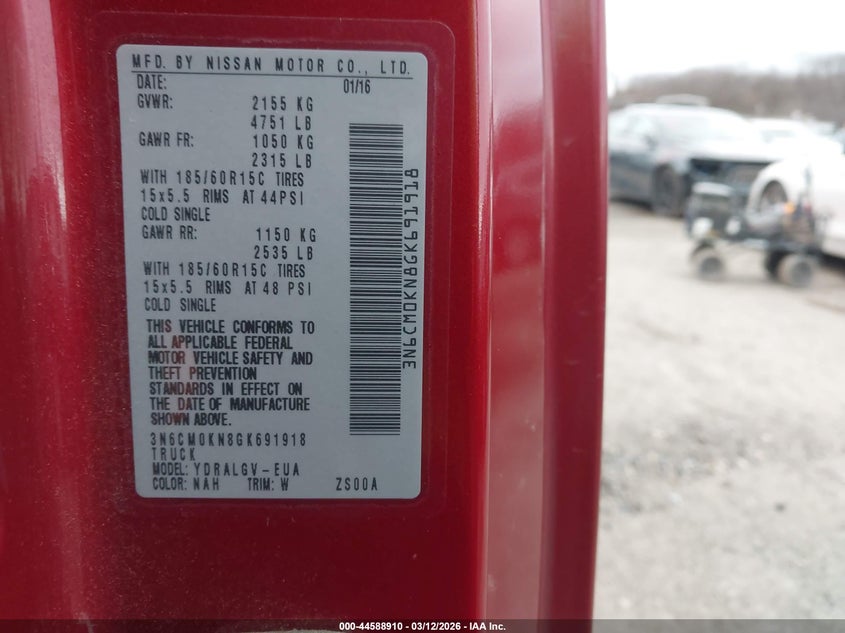 MFD. BY NISSAN MOTOR CO., LTD.
DATE: 01/16
GVWR: 2155 KG
4751 LB
GAWR FR: 1050 KG
2315 LB
WITH 185/60R15C TIRES
15x5.5 RIMS AT 44PSI
COLD SINGLE
GAWR RR: 1150 KG
2535 LB
WITH 185/60R15C TIRES
15x5.5 RIMS AT 48 PSI
COLD SINGLE
THIS VEHICLE CONFORMS TO
ALL APPLICABLE FEDERAL
MOTOR VEHICLE SAFETY AND
THEFT PREVENTION
STANDARDS IN EFFECT ON
THE DATE OF MANUFACTURE
SHOWN ABOVE.
3N6CM0KN8GK691918
TRUCK
MODEL: YDRALGV-EUA
COLOR: NAH TRIM: W ZS00A
3N6CM0KN8GK691918
000-44588910 - 03/12/2026 - IAA Inc.